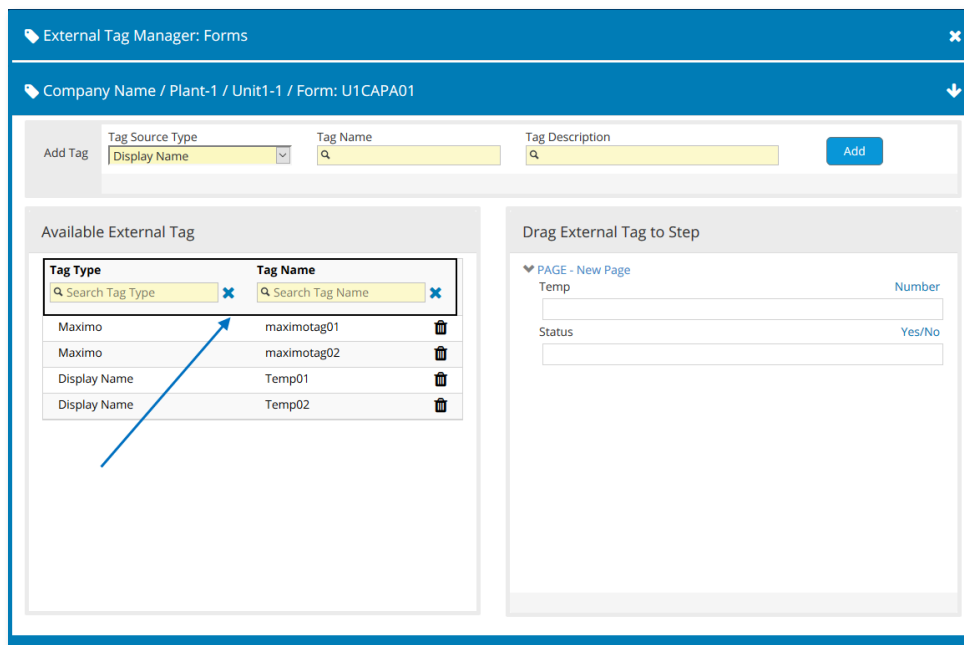 External Tag Manager: Forms
Company Name / Plant-1 / Unit1-1 / Form: U1CAPA01
Add Tag
Tag Source Type
Display Name
Tag Name
Tag Description
Add
Available External Tag
Tag Type Tag Name
Search Tag Type Search Tag Name
Maximo maximotag01
Maximo maximotag02
Display Name Temp01
Display Name Temp02
Drag External Tag to Step
PAGE - New Page
Temp Number
Status Yes/No